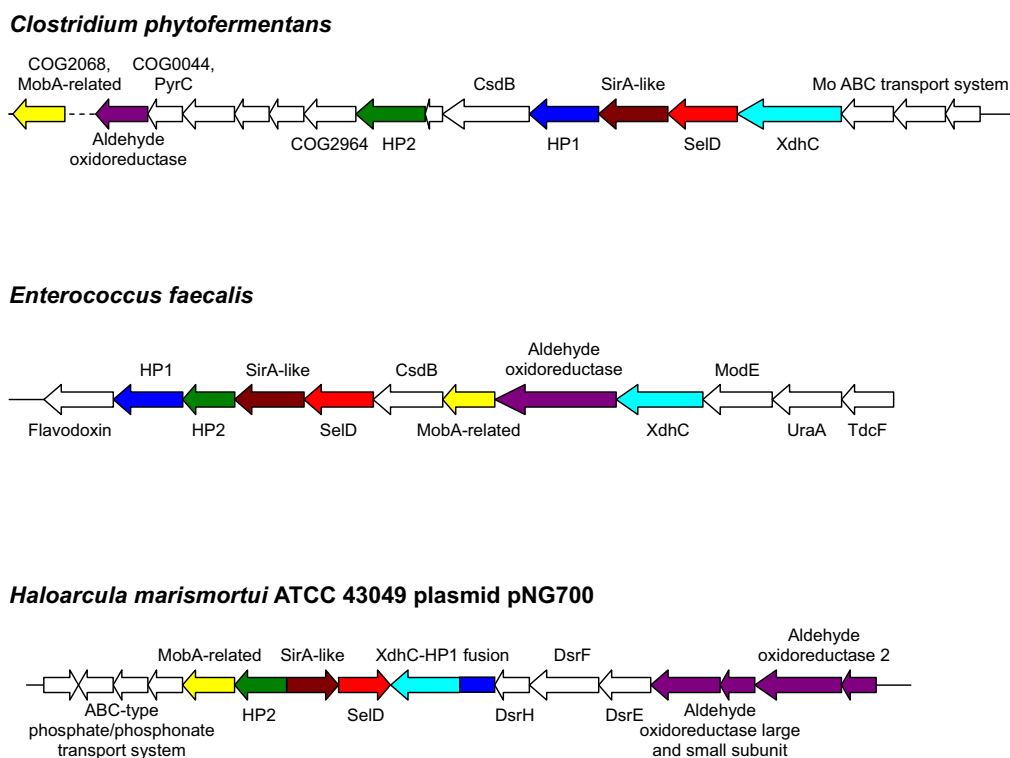 Clostridium phytofermentans
COG2068,
MobA-related
COG0044,
PyrC
CsdB
SirA-like
Mo ABC transport system
Aldehyde
oxidoreductase
COG2964
HP2
HP1
SelD
XdhC
Enterococcus faecalis
HP1
SirA-like
CsdB
Aldehyde
oxidoreductase
ModE
Flavodoxin
HP2
SelD
MobA-related
XdhC
UraA
TdcF
Haloarcula marismortui ATCC 43049 plasmid pNG700
MobA-related
SirA-like
XdhC-HP1 fusion
DsrF
Aldehyde
oxidoreductase 2
ABC-type
phosphate/phosphonate
transport system
HP2
SelD
DsrH
DsrE
Aldehyde
oxidoreductase large
and small subunit